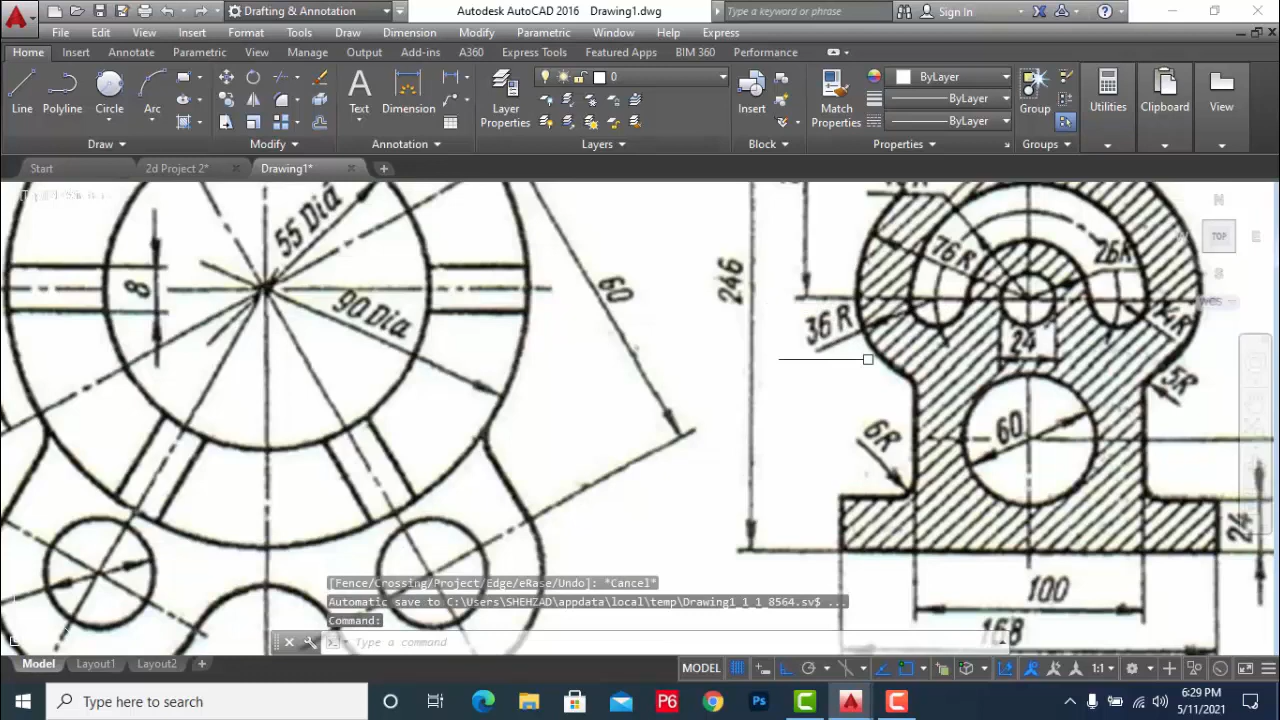 Drafting & Annotation
Autodesk AutoCAD 2016 Drawing1.dwg
Type a keyword or phrase
Sign In
File Edit View Insert Format Tools Draw Dimension Modify Parametric Window Help Express
Home Insert Annotate Parametric View Manage Output Add-ins A360 Express Tools Featured Apps BIM 360 Performance
Line Polyline Circle Arc
Text Dimension
Layer Properties
0
Insert
Match Properties
ByLayer
ByLayer
ByLayer
Group
Utilities
Clipboard
View
Draw Modify Annotation Layers Block Properties Groups
Start 2d Project 2* Drawing1*
N
TOP
E
S
WCS
55 Dia
8
90 Dia
60
246
76 R
26R
36 R
24
5R
6R
60
24
100
168
[Fence/Crossing/Project/Edge/eRase/Undo]: *Cancel*
Automatic save to C:\Users\SHEHZAD\appdata\local\temp\Drawing1_1_1_8564.sv$ ...
Command:
Type a command
Model Layout1 Layout2
MODEL
1:1
Type here to search
P6
Ps
6:29 PM
5/11/2021